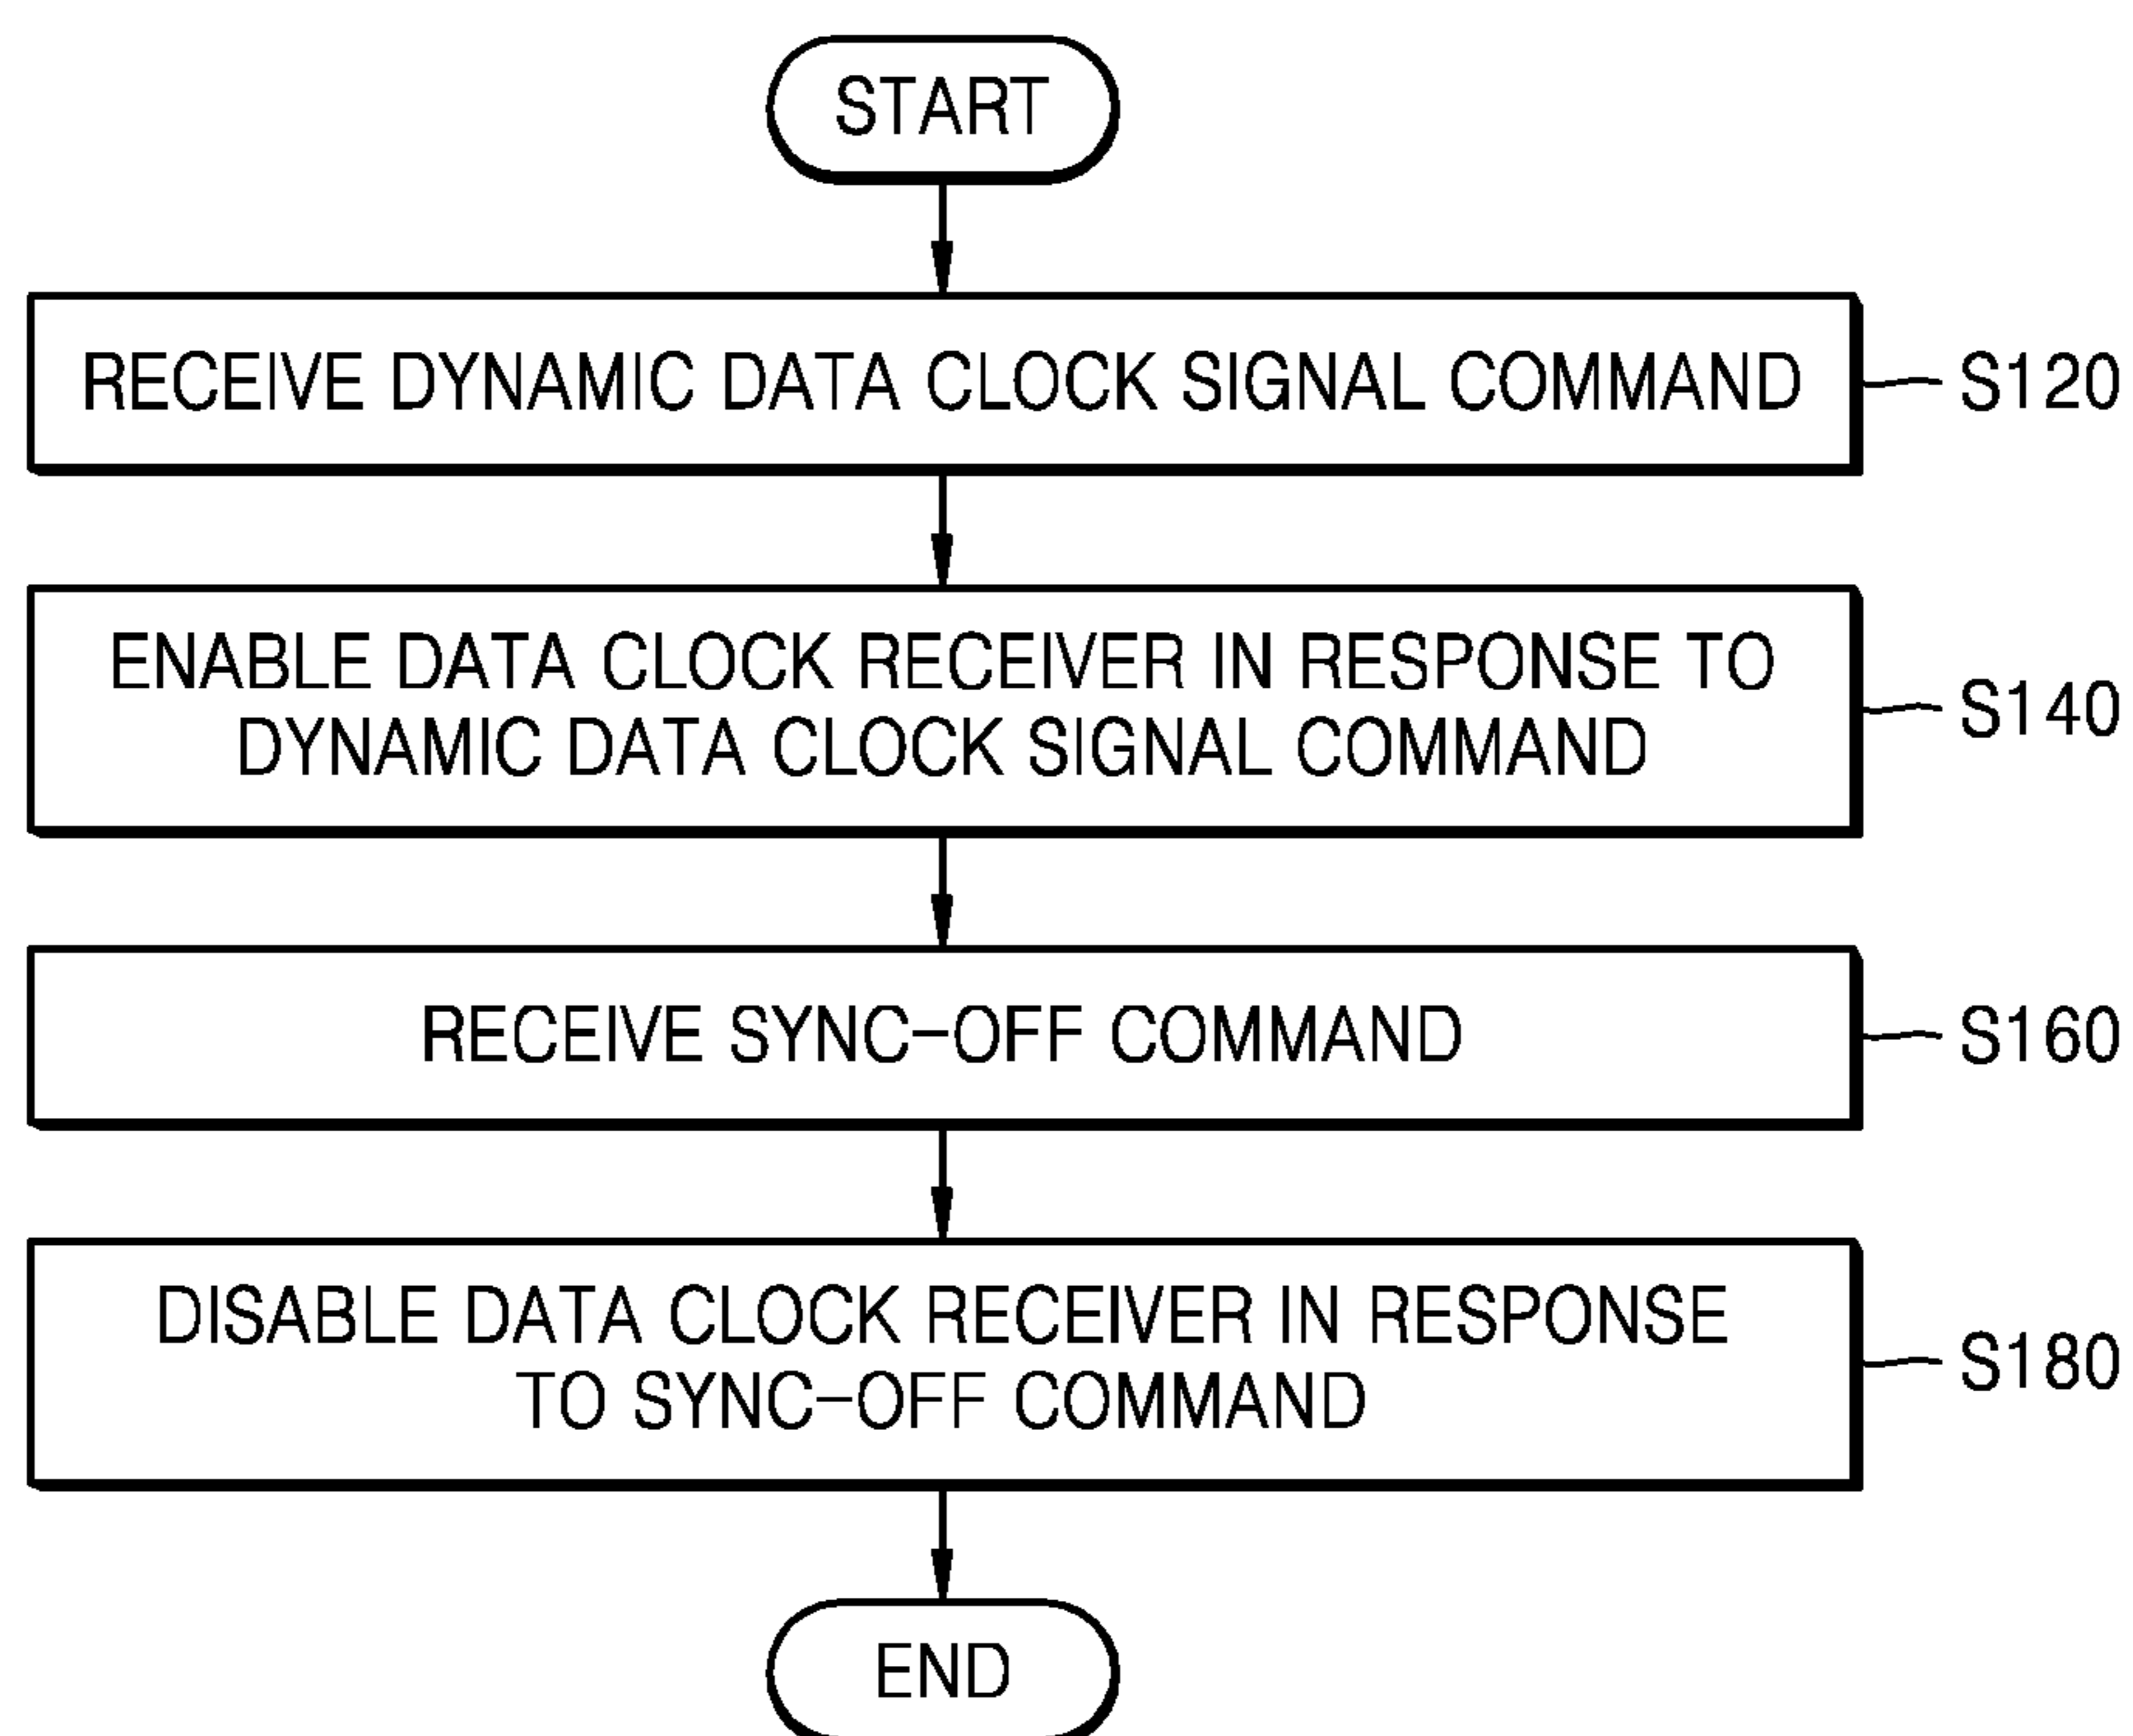 START
RECEIVE DYNAMIC DATA CLOCK SIGNAL COMMAND
S120
ENABLE DATA CLOCK RECEIVER IN RESPONSE TO
DYNAMIC DATA CLOCK SIGNAL COMMAND
S140
RECEIVE SYNC-OFF COMMAND
S160
DISABLE DATA CLOCK RECEIVER IN RESPONSE
TO SYNC-OFF COMMAND
S180
END